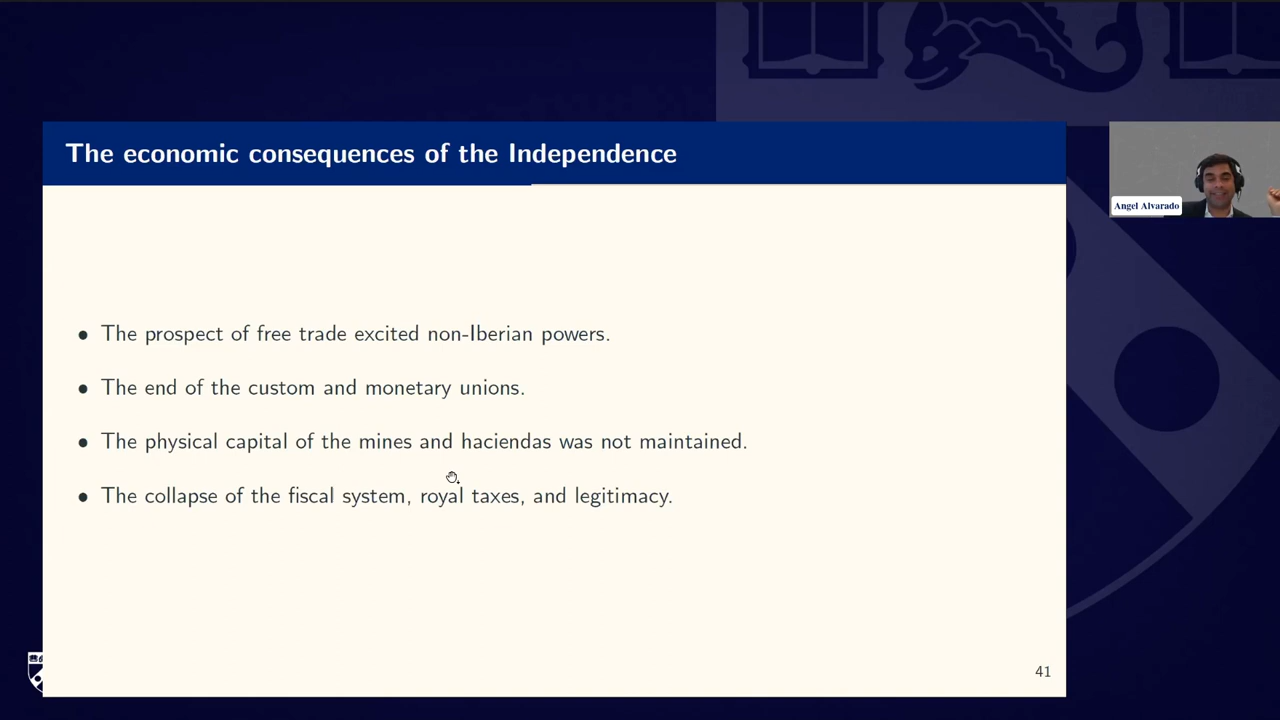 The economic consequences of the Independence
Angel Alvarado
The prospect of free trade excited non-Iberian powers.
The end of the custom and monetary unions.
The physical capital of the mines and haciendas was not maintained.
The collapse of the fiscal system, royal taxes, and legitimacy.
41